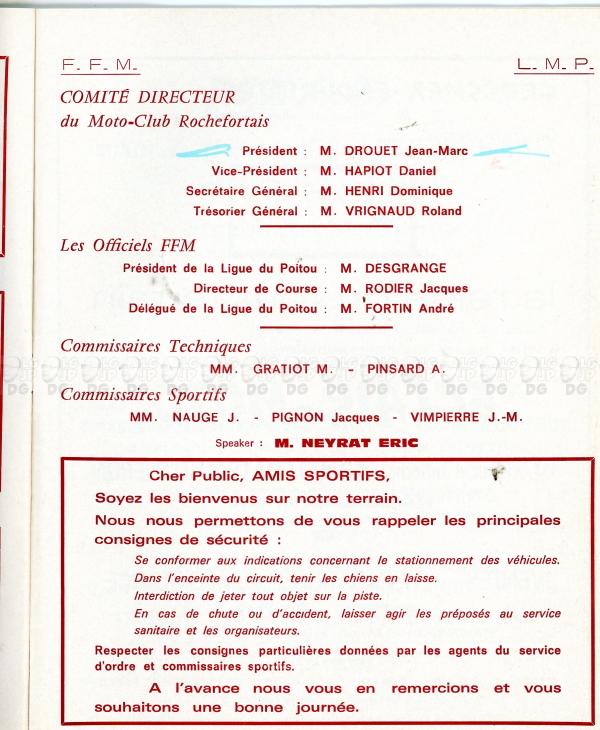 F. F. M. L. M. P.
COMITÉ DIRECTEUR
du Moto-Club Rochefortais
Président : M. DROUET Jean-Marc
Vice-Président : M. HAPIOT Daniel
Secrétaire Général : M. HENRI Dominique
Trésorier Général : M. VRIGNAUD Roland
Les Officiels FFM
Président de la Ligue du Poitou : M. DESGRANGE
Directeur de Course : M. RODIER Jacques
Délégué de la Ligue du Poitou : M. FORTIN André
Commissaires Techniques
MM. GRATIOT M. - PINSARD A.
Commissaires Sportifs
MM. NAUGE J. - PIGNON Jacques - VIMPIERRE J.-M.
Speaker : M. NEYRAT ERIC
Cher Public, AMIS SPORTIFS,
Soyez les bienvenus sur notre terrain.
Nous nous permettons de vous rappeler les principales
consignes de sécurité :
Se conformer aux indications concernant le stationnement des véhicules.
Dans l'enceinte du circuit, tenir les chiens en laisse.
Interdiction de jeter tout objet sur la piste.
En cas de chute ou d'accident, laisser agir les préposés au service
sanitaire et les organisateurs.
Respecter les consignes particulières données par les agents du service
d'ordre et commissaires sportifs.
A l'avance nous vous en remercions et vous
souhaitons une bonne journée.